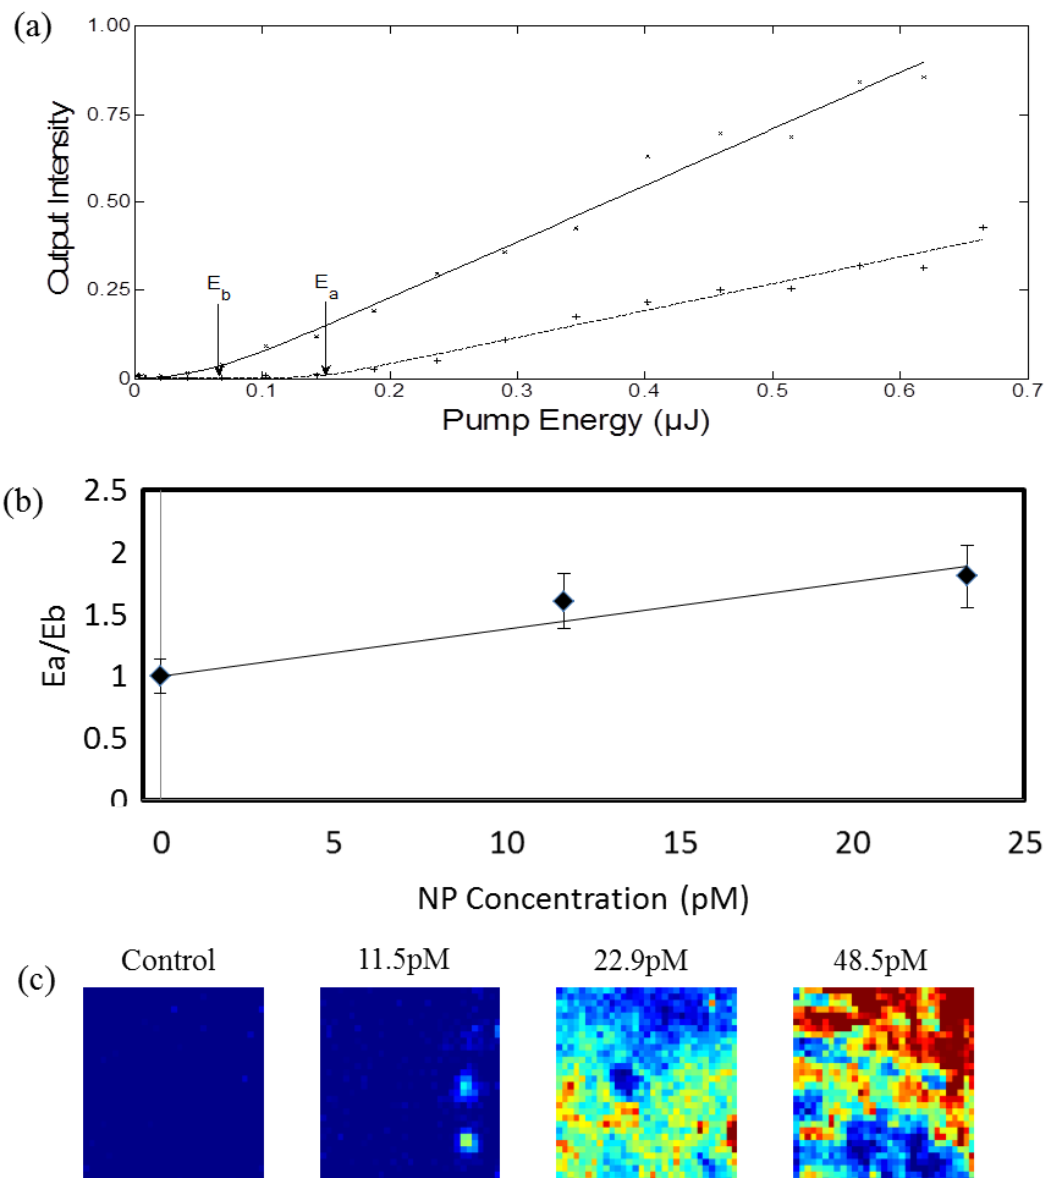 (a)
1.00
0.75
0.50
0.25
0
Output Intensity
E_b
E_a
0 0.1 0.2 0.3 0.4 0.5 0.6 0.7
Pump Energy (µJ)
(b)
2.5
2
1.5
1
0.5
0
Ea/Eb
0 5 10 15 20 25
NP Concentration (pM)
(c)
Control 11.5pM 22.9pM 48.5pM